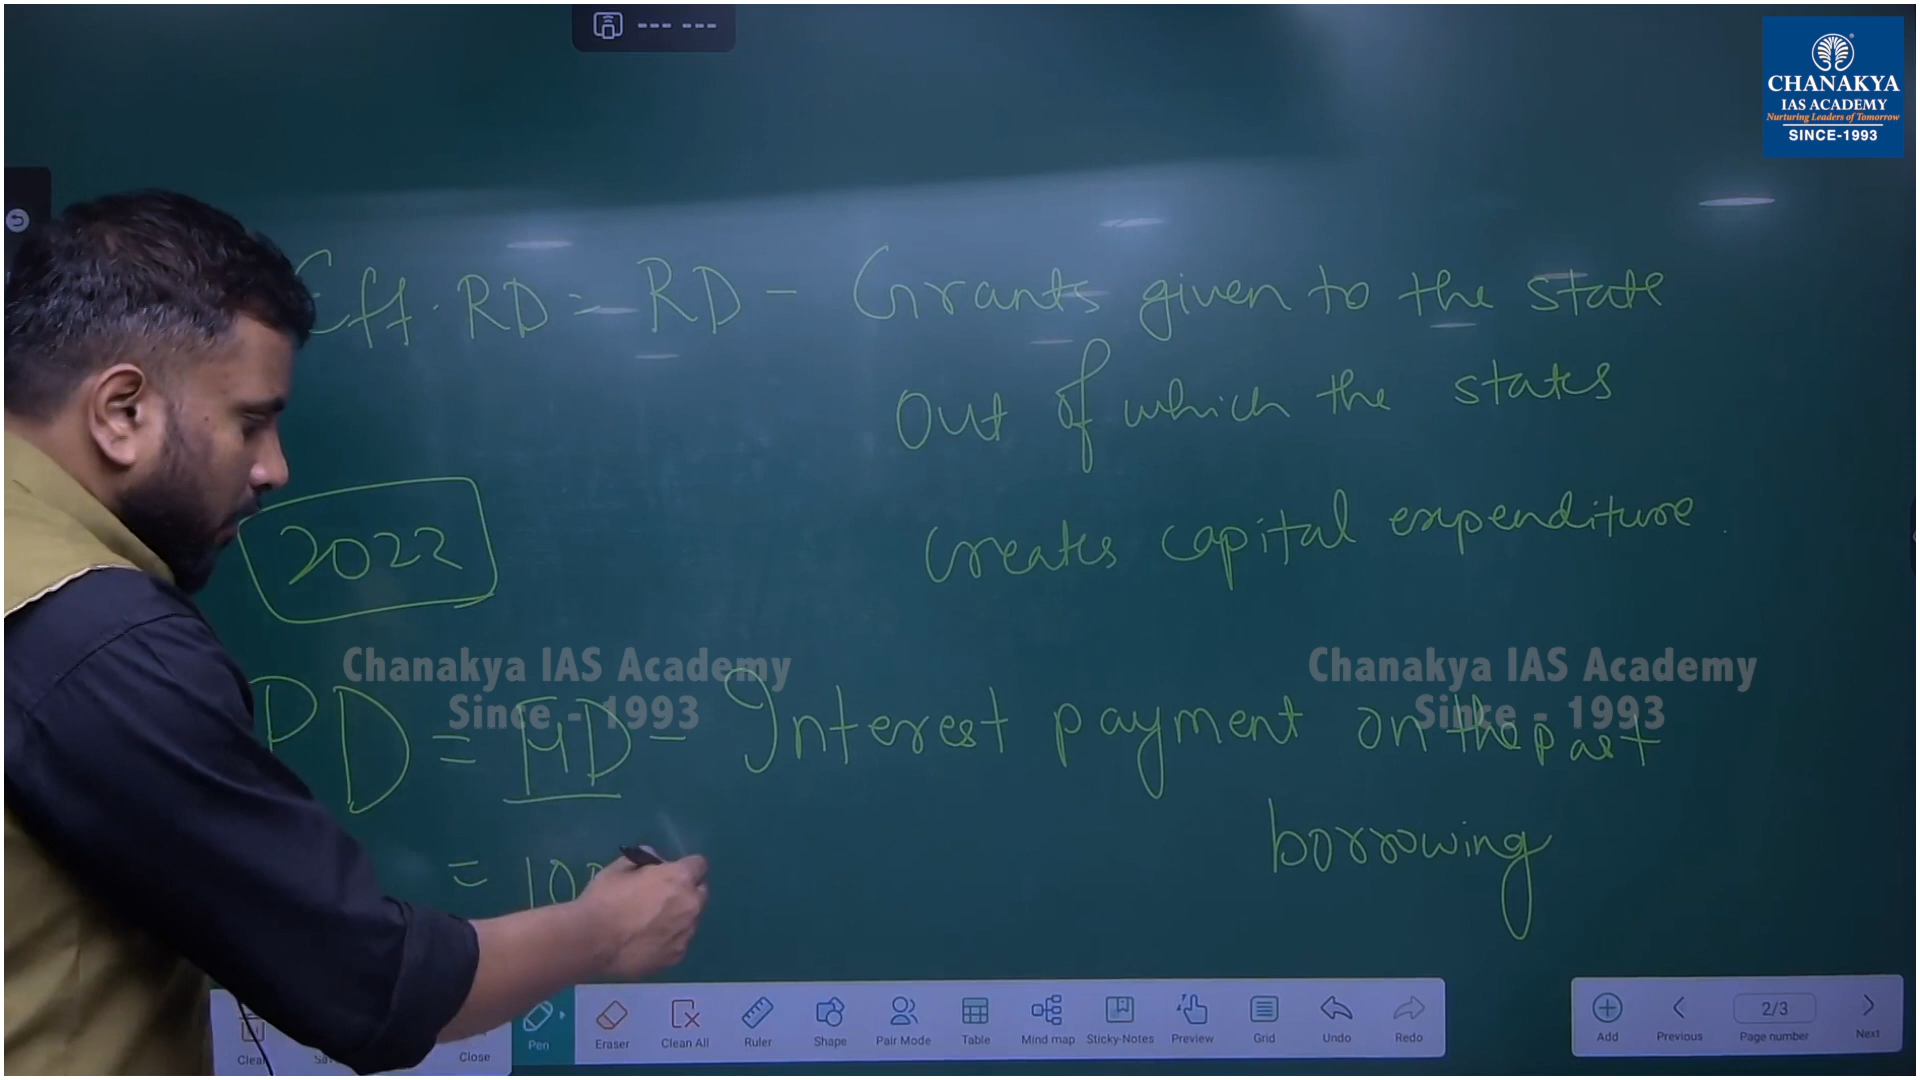 --- ---
CHANAKYA
IAS ACADEMY
Nurturing Leaders of Tomorrow
SINCE-1993
Eff. RD = RD - Grants given to the state
out of which the states
creates capital expenditure.
2022
Chanakya IAS Academy
Since - 1993
Chanakya IAS Academy
Since - 1993
PD = FD - Interest payment on the past
borrowing
= 100
Clear
Close
Pen
Eraser
Clean All
Ruler
Shape
Pair Mode
Table
Mind map
Sticky-Notes
Preview
Grid
Undo
Redo
Add
Previous
2/3
Page number
Next